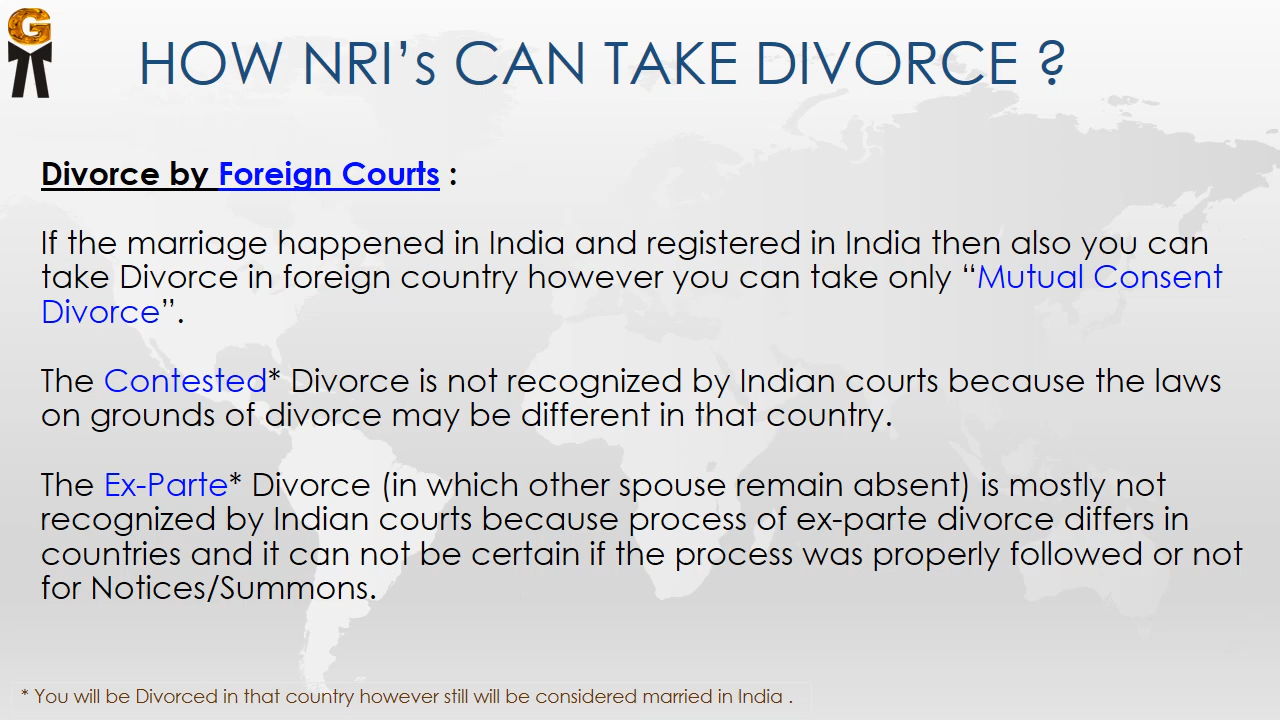 G
HOW NRI’s CAN TAKE DIVORCE ?
Divorce by Foreign Courts :
If the marriage happened in India and registered in India then also you can
take Divorce in foreign country however you can take only “Mutual Consent
Divorce”.
The Contested* Divorce is not recognized by Indian courts because the laws
on grounds of divorce may be different in that country.
The Ex-Parte* Divorce (in which other spouse remain absent) is mostly not
recognized by Indian courts because process of ex-parte divorce differs in
countries and it can not be certain if the process was properly followed or not
for Notices/Summons.
* You will be Divorced in that country however still will be considered married in India .